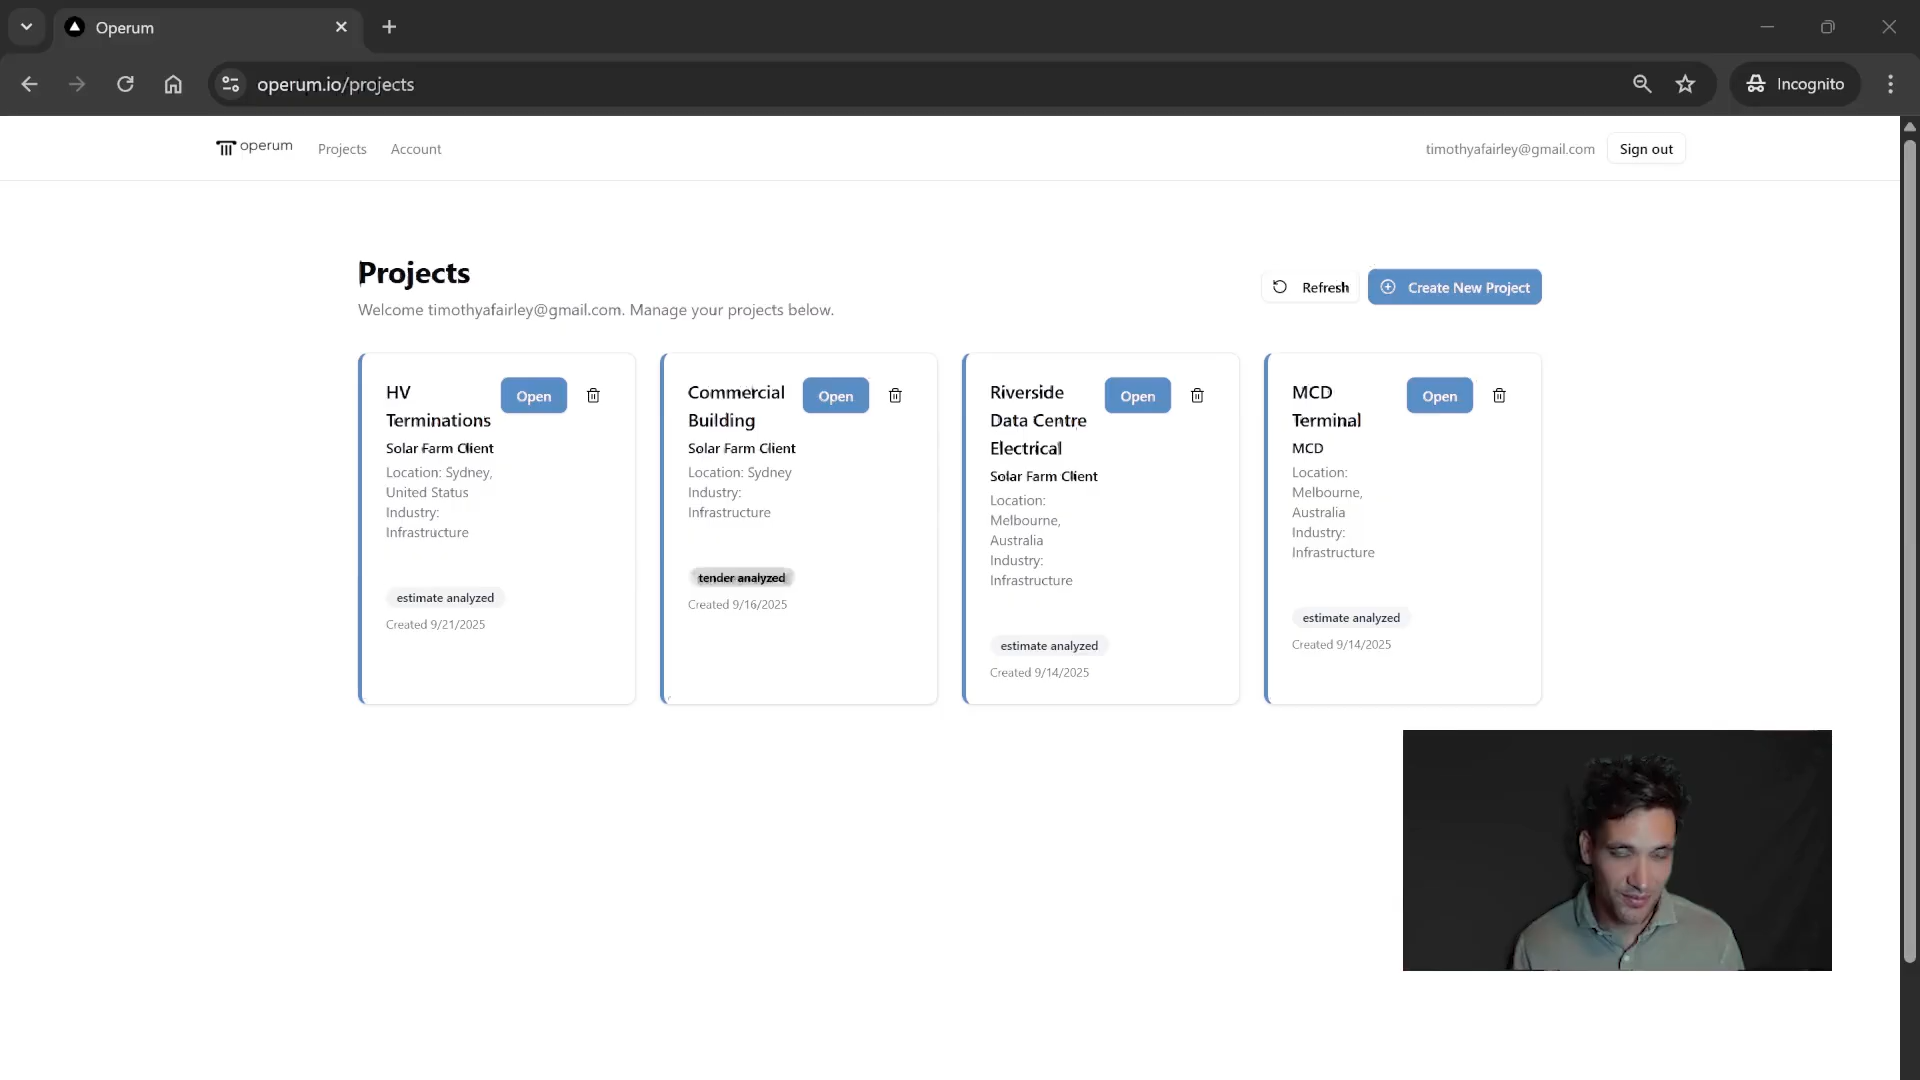 Operum
operum.io/projects
Incognito
operum
Projects
Account
timothyafairley@gmail.com
Sign out
Projects
Welcome timothyafairley@gmail.com. Manage your projects below.
Refresh
Create New Project
HV
Terminations
Open
Solar Farm Client
Location: Sydney,
United Status
Industry:
Infrastructure
estimate analyzed
Created 9/21/2025
Commercial
Building
Open
Solar Farm Client
Location: Sydney
Industry:
Infrastructure
tender analyzed
Created 9/16/2025
Riverside
Data Centre
Electrical
Open
Solar Farm Client
Location:
Melbourne,
Australia
Industry:
Infrastructure
estimate analyzed
Created 9/14/2025
MCD
Terminal
Open
MCD
Location:
Melbourne,
Australia
Industry:
Infrastructure
estimate analyzed
Created 9/14/2025